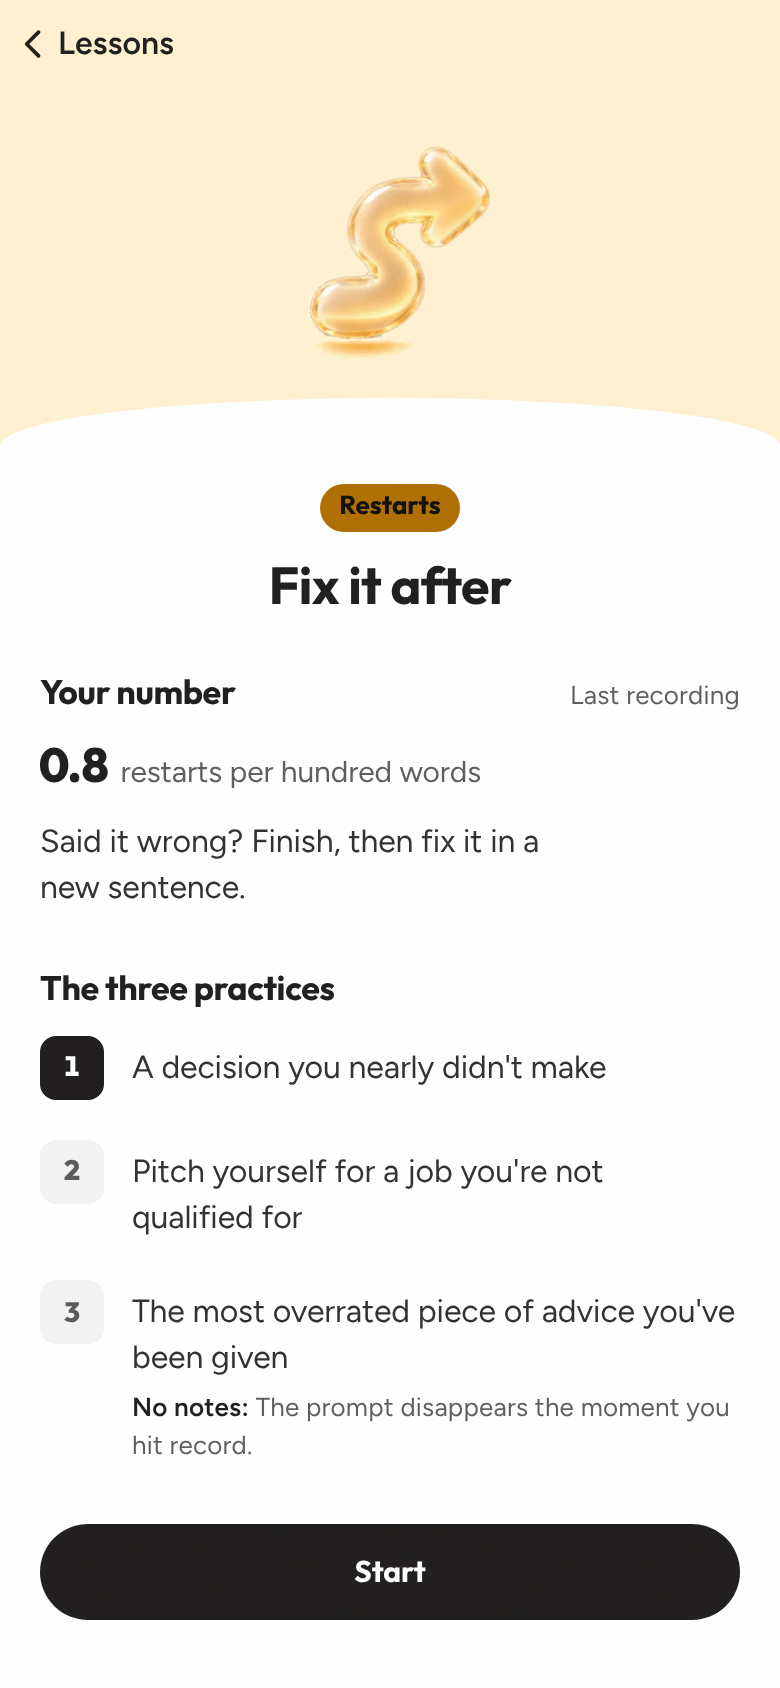 Lessons
Restarts
Fix it after
Your number
Last recording
0.8 restarts per hundred words
Said it wrong? Finish, then fix it in a
new sentence.
The three practices
1 A decision you nearly didn't make
2 Pitch yourself for a job you're not
qualified for
3 The most overrated piece of advice you've
been given
No notes: The prompt disappears the moment you
hit record.
Start